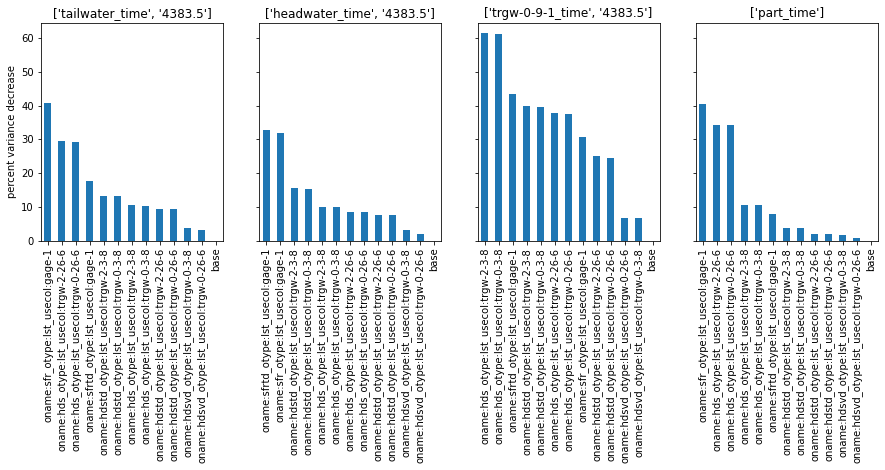 ['tailwater_time', '4383.5']
['headwater_time', '4383.5']
['trgw-0-9-1_time', '4383.5']
['part_time']
percent variance decrease
60
50
40
30
20
10
0
oname:sfr_otype:lst_usecol:gage-1
oname:hds_otype:lst_usecol:trgw-2-26-6
oname:hds_otype:lst_usecol:trgw-0-26-6
oname:sfrtd_otype:lst_usecol:gage-1
oname:hdstd_otype:lst_usecol:trgw-2-3-8
oname:hdstd_otype:lst_usecol:trgw-0-3-8
oname:hds_otype:lst_usecol:trgw-2-3-8
oname:hds_otype:lst_usecol:trgw-0-3-8
oname:hdstd_otype:lst_usecol:trgw-2-26-6
oname:hdstd_otype:lst_usecol:trgw-0-26-6
oname:hdsvd_otype:lst_usecol:trgw-0-3-8
oname:hdsvd_otype:lst_usecol:trgw-0-26-6
base
oname:sfrtd_otype:lst_usecol:gage-1
oname:sfr_otype:lst_usecol:gage-1
oname:hds_otype:lst_usecol:trgw-2-3-8
oname:hds_otype:lst_usecol:trgw-0-3-8
oname:hdstd_otype:lst_usecol:trgw-2-3-8
oname:hdstd_otype:lst_usecol:trgw-0-3-8
oname:hds_otype:lst_usecol:trgw-2-26-6
oname:hds_otype:lst_usecol:trgw-0-26-6
oname:hdstd_otype:lst_usecol:trgw-2-26-6
oname:hdstd_otype:lst_usecol:trgw-0-26-6
oname:hdsvd_otype:lst_usecol:trgw-0-3-8
oname:hdsvd_otype:lst_usecol:trgw-0-26-6
base
oname:hds_otype:lst_usecol:trgw-2-3-8
oname:hds_otype:lst_usecol:trgw-0-3-8
oname:sfrtd_otype:lst_usecol:gage-1
oname:hdstd_otype:lst_usecol:trgw-2-3-8
oname:hdstd_otype:lst_usecol:trgw-0-3-8
oname:hds_otype:lst_usecol:trgw-2-26-6
oname:hds_otype:lst_usecol:trgw-0-26-6
oname:sfr_otype:lst_usecol:gage-1
oname:hdstd_otype:lst_usecol:trgw-2-26-6
oname:hdstd_otype:lst_usecol:trgw-0-26-6
oname:hdsvd_otype:lst_usecol:trgw-0-3-8
oname:hdsvd_otype:lst_usecol:trgw-0-26-6
base
oname:sfr_otype:lst_usecol:gage-1
oname:hds_otype:lst_usecol:trgw-2-26-6
oname:hds_otype:lst_usecol:trgw-0-26-6
oname:hds_otype:lst_usecol:trgw-2-3-8
oname:hds_otype:lst_usecol:trgw-0-3-8
oname:sfrtd_otype:lst_usecol:gage-1
oname:hdstd_otype:lst_usecol:trgw-2-3-8
oname:hdstd_otype:lst_usecol:trgw-0-3-8
oname:hdstd_otype:lst_usecol:trgw-2-26-6
oname:hdstd_otype:lst_usecol:trgw-0-26-6
oname:hdsvd_otype:lst_usecol:trgw-0-3-8
oname:hdsvd_otype:lst_usecol:trgw-0-26-6
base